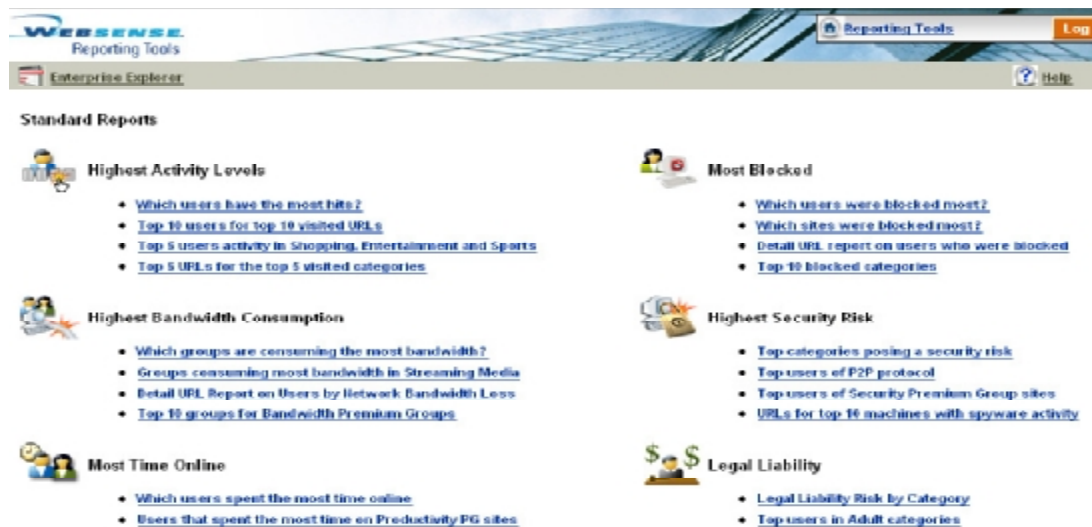 WEBSENSE
Reporting Tools
Reporting Tools
Log
Enterprise Explorer
Help
Standard Reports
Highest Activity Levels
Which users have the most hits?
Top 10 users for top 10 visited URLs
Top 5 users activity in Shopping, Entertainment and Sports
Top 5 URLs for the top 5 visited categories
Most Blocked
Which users were blocked most?
Which sites were blocked most?
Detail URL report on users who were blocked
Top 10 blocked categories
Highest Bandwidth Consumption
Which groups are consuming the most bandwidth?
Groups consuming most bandwidth in Streaming Media
Detail URL Report on Users by Network Bandwidth Loss
Top 10 groups for Bandwidth Premium Groups
Highest Security Risk
Top categories posing a security risk
Top users of P2P protocol
Top users of Security Premium Group sites
URLs for top 10 machines with spyware activity
Most Time Online
Which users spent the most time online
Users that spent the most time on Productivity PG sites
Legal Liability
Legal Liability Risk by Category
Top users in Adult categories